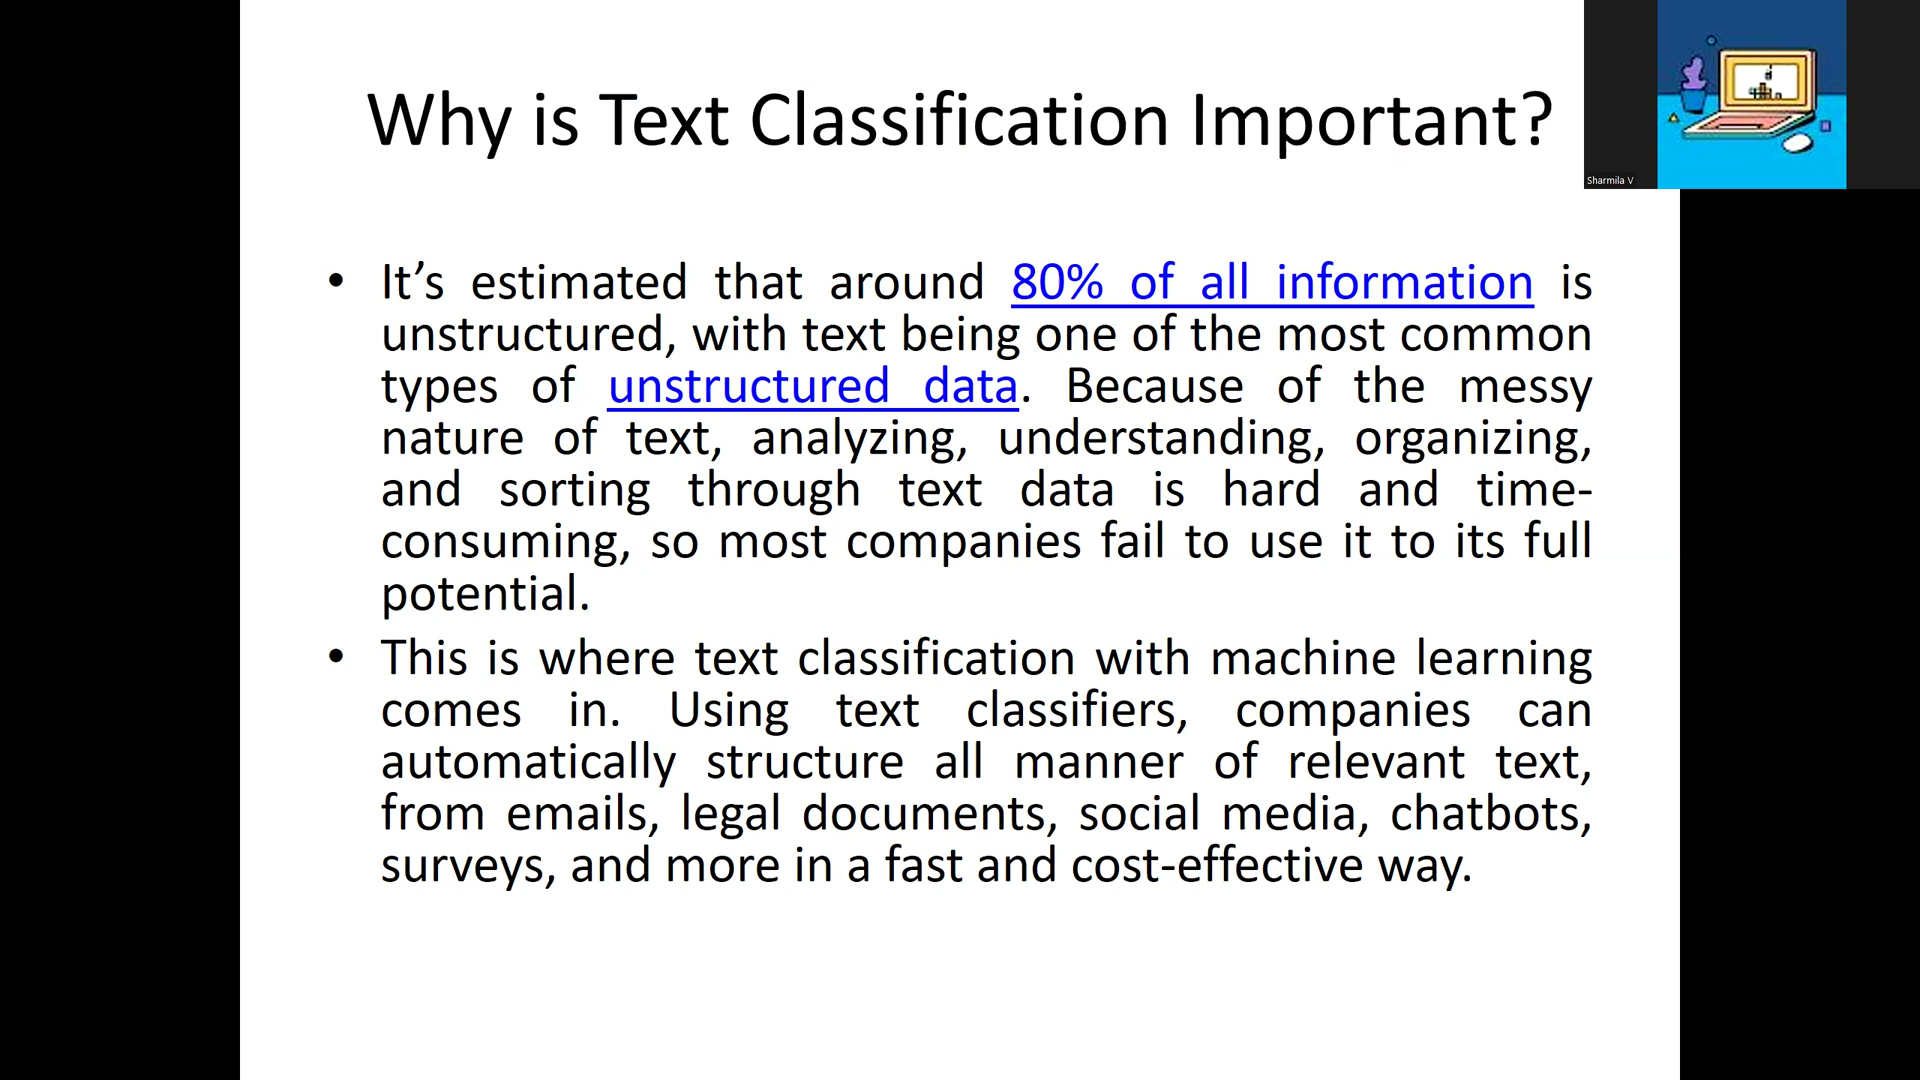 Why is Text Classification Important?
Sharmila V
• It’s estimated that around 80% of all information is
unstructured, with text being one of the most common
types of unstructured data. Because of the messy
nature of text, analyzing, understanding, organizing,
and sorting through text data is hard and time-
consuming, so most companies fail to use it to its full
potential.
• This is where text classification with machine learning
comes in. Using text classifiers, companies can
automatically structure all manner of relevant text,
from emails, legal documents, social media, chatbots,
surveys, and more in a fast and cost-effective way.